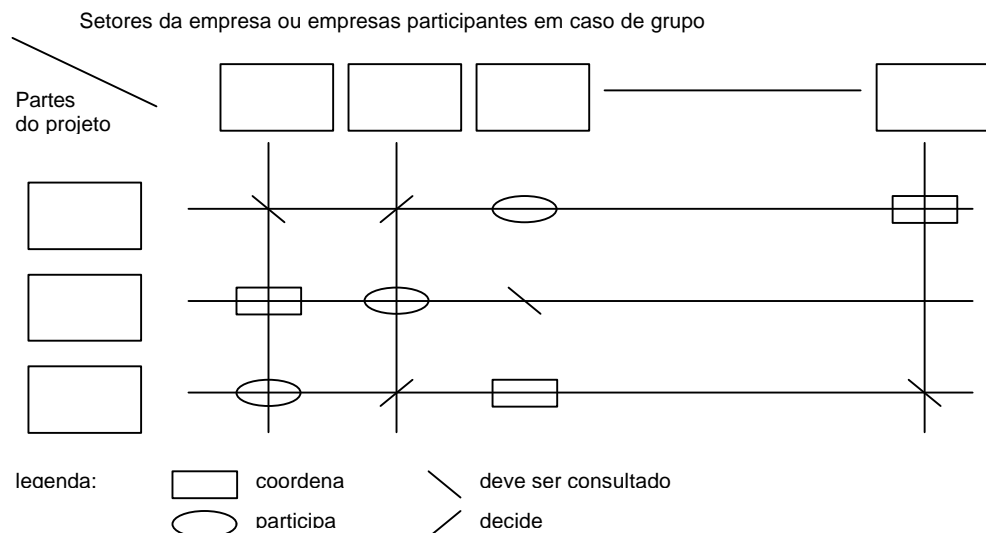 Setores da empresa ou empresas participantes em caso de grupo
Partes
do projeto
legenda:
coordena
deve ser consultado
participa
decide